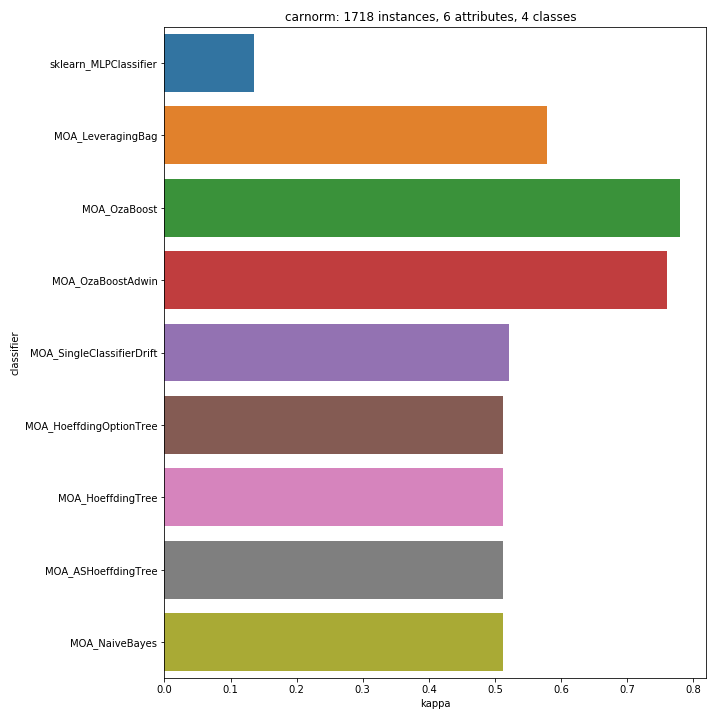 carnorm: 1718 instances, 6 attributes, 4 classes
sklearn_MLPClassifier
MOA_LeveragingBag
MOA_OzaBoost
MOA_OzaBoostAdwin
MOA_SingleClassifierDrift
MOA_HoeffdingOptionTree
MOA_HoeffdingTree
MOA_ASHoeffdingTree
MOA_NaiveBayes
classifier
0.0 0.1 0.2 0.3 0.4 0.5 0.6 0.7 0.8
kappa